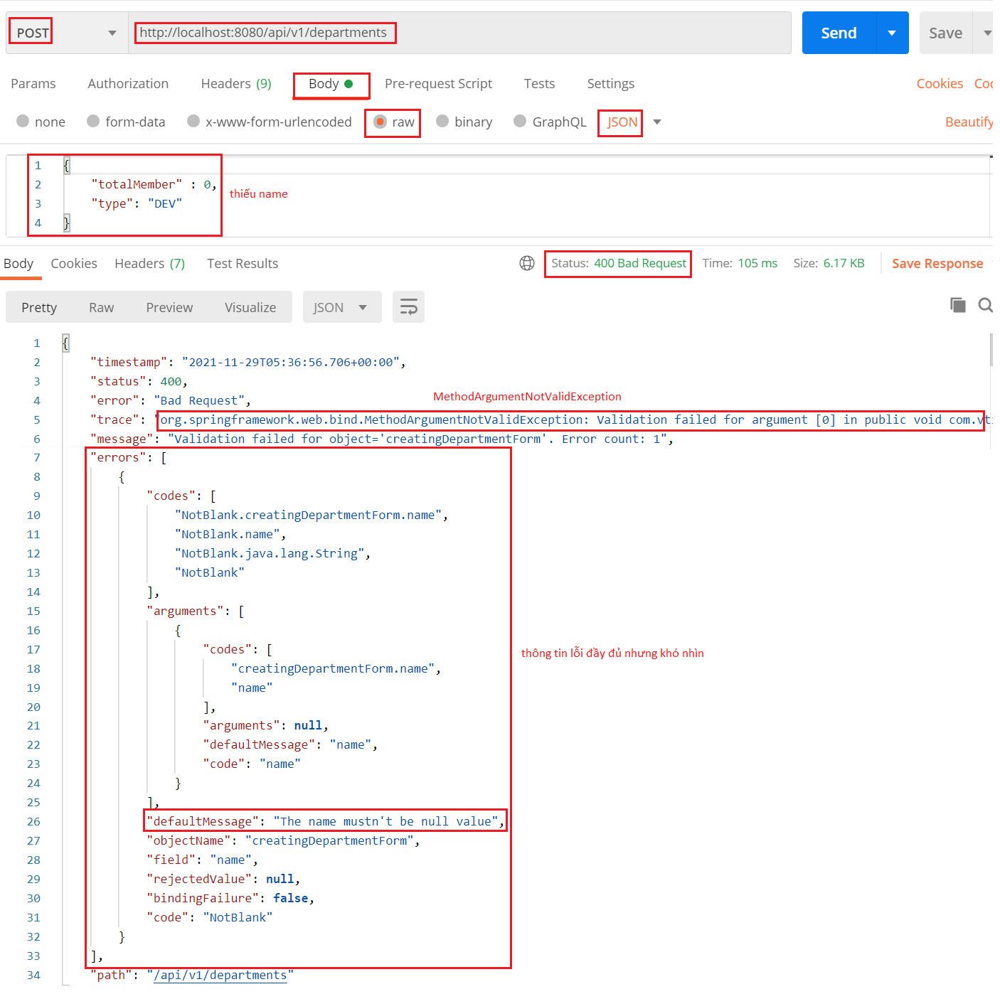 POST http://localhost:8080/api/v1/departments Send Save
Params Authorization Headers (9) Body Pre-request Script Tests Settings Cookies
none form-data x-www-form-urlencoded raw binary GraphQL JSON Beautify
1 {
2 "totalMember" : 0,
thiếu name
3 "type": "DEV"
4 }
Body Cookies Headers (7) Test Results Status: 400 Bad Request Time: 105 ms Size: 6.17 KB Save Response
Pretty Raw Preview Visualize JSON
1 {
2 "timestamp": "2021-11-29T05:36:56.706+00:00",
3 "status": 400,
4 "error": "Bad Request",
MethodArgumentNotValidException
5 "trace": "org.springframework.web.bind.MethodArgumentNotValidException: Validation failed for argument [0] in public void com.vt
6 "message": "Validation failed for object='creatingDepartmentForm'. Error count: 1",
7 "errors": [
8 {
9 "codes": [
10 "NotBlank.creatingDepartmentForm.name",
11 "NotBlank.name",
12 "NotBlank.java.lang.String",
13 "NotBlank"
14 ],
15 "arguments": [
16 {
17 "codes": [
thông tin lỗi đầy đủ nhưng khó nhìn
18 "creatingDepartmentForm.name",
19 "name"
20 ],
21 "arguments": null,
22 "defaultMessage": "name",
23 "code": "name"
24 }
25 ],
26 "defaultMessage": "The name mustn't be null value",
27 "objectName": "creatingDepartmentForm",
28 "field": "name",
29 "rejectedValue": null,
30 "bindingFailure": false,
31 "code": "NotBlank"
32 }
33 ],
34 "path": "/api/v1/departments"